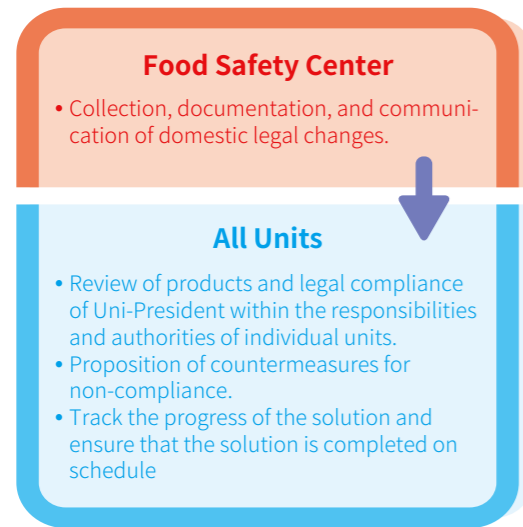 Food Safety Center
• Collection, documentation, and communi-
cation of domestic legal changes.
All Units
• Review of products and legal compliance
of Uni-President within the responsibilities
and authorities of individual units.
• Proposition of countermeasures for
non-compliance.
• Track the progress of the solution and
ensure that the solution is completed on
schedule